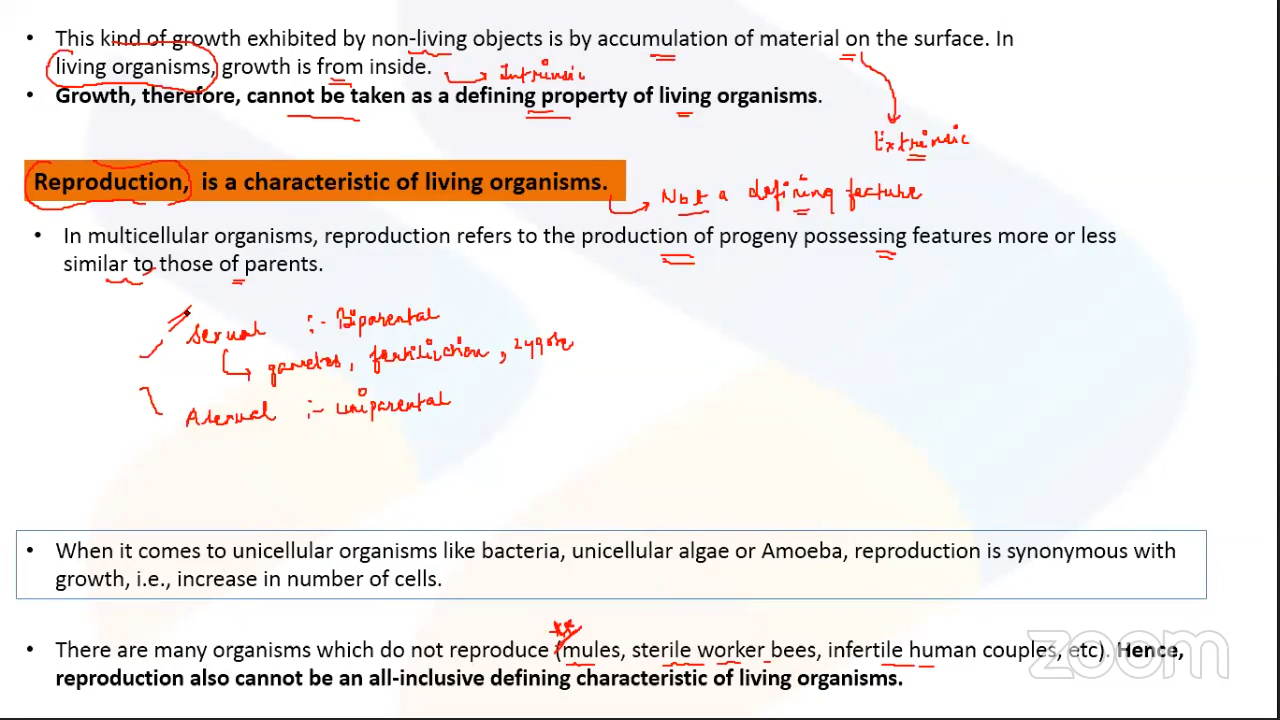 • This kind of growth exhibited by non-living objects is by accumulation of material on the surface. In
living organisms, growth is from inside.
Intrinsic
• Growth, therefore, cannot be taken as a defining property of living organisms.
Extrinsic
Reproduction, is a characteristic of living organisms.
Not a defining feature
• In multicellular organisms, reproduction refers to the production of progeny possessing features more or less
similar to those of parents.
Sexual :- Biparental
gametes, fertilization, zygote
Asexual :- uniparental
• When it comes to unicellular organisms like bacteria, unicellular algae or Amoeba, reproduction is synonymous with
growth, i.e., increase in number of cells.
• There are many organisms which do not reproduce (mules, sterile worker bees, infertile human couples, etc). Hence,
reproduction also cannot be an all-inclusive defining characteristic of living organisms.
zoom